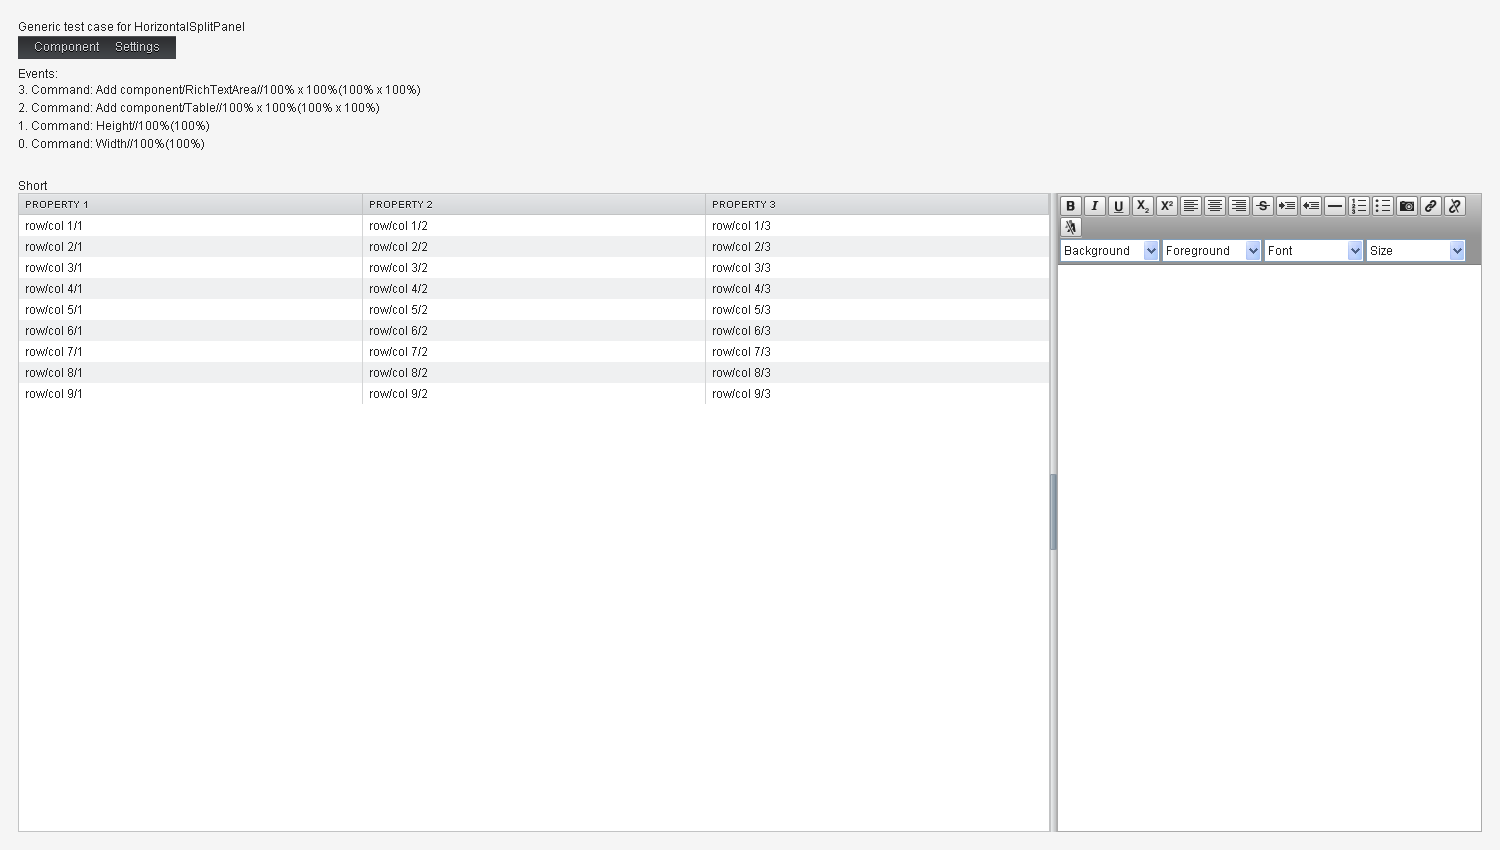 Generic test case for HorizontalSplitPanel
Component Settings
Events:
3. Command: Add component/RichTextArea//100% x 100%(100% x 100%)
2. Command: Add component/Table//100% x 100%(100% x 100%)
1. Command: Height//100%(100%)
0. Command: Width//100%(100%)
Short
PROPERTY 1 PROPERTY 2 PROPERTY 3
row/col 1/1 row/col 1/2 row/col 1/3
row/col 2/1 row/col 2/2 row/col 2/3
row/col 3/1 row/col 3/2 row/col 3/3
row/col 4/1 row/col 4/2 row/col 4/3
row/col 5/1 row/col 5/2 row/col 5/3
row/col 6/1 row/col 6/2 row/col 6/3
row/col 7/1 row/col 7/2 row/col 7/3
row/col 8/1 row/col 8/2 row/col 8/3
row/col 9/1 row/col 9/2 row/col 9/3
B I U X₂ X² S
Background Foreground Font Size